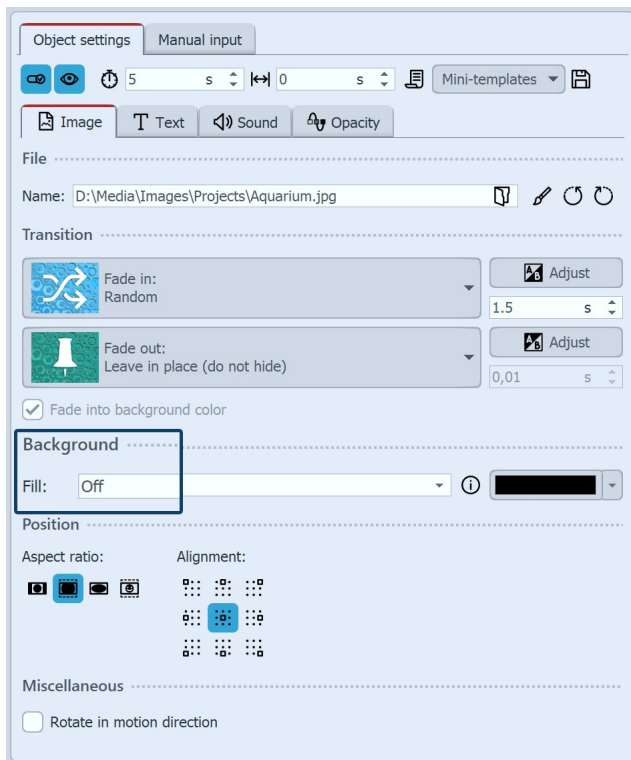 Object settings Manual input
5 s 0 s Mini-templates
Image T Text Sound Opacity
File
Name: D:\Media\Images\Projects\Aquarium.jpg
Transition
Fade in:
Random
Adjust
1.5 s
Fade out:
Leave in place (do not hide)
Adjust
0,01 s
Fade into background color
Background
Fill: Off
Position
Aspect ratio: Alignment:
Miscellaneous
Rotate in motion direction